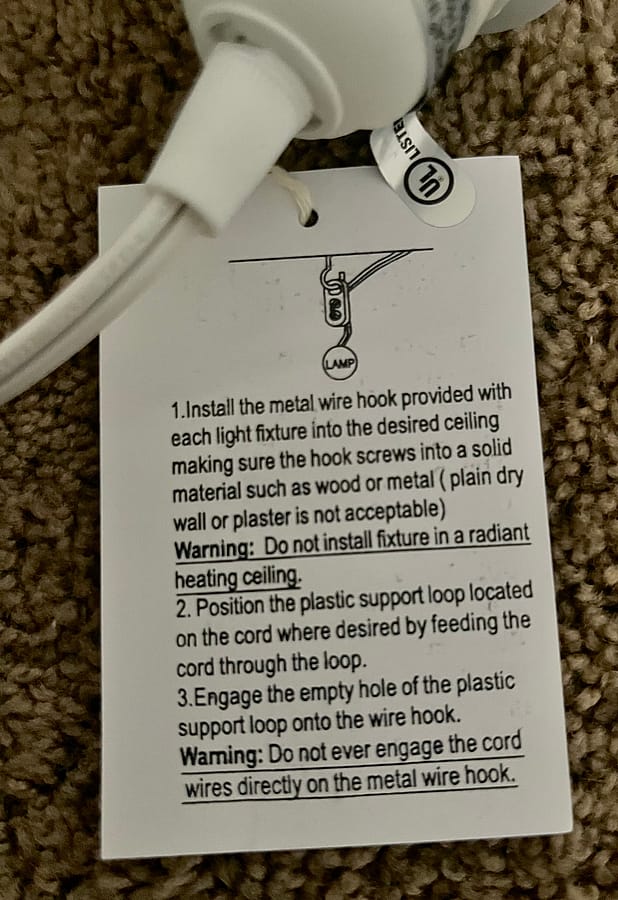 UL LISTE
LAMP
1.Install the metal wire hook provided with
each light fixture into the desired ceiling
making sure the hook screws into a solid
material such as wood or metal ( plain dry
wall or plaster is not acceptable)
Warning: Do not install fixture in a radiant
heating ceiling.
2. Position the plastic support loop located
on the cord where desired by feeding the
cord through the loop.
3.Engage the empty hole of the plastic
support loop onto the wire hook.
Warning: Do not ever engage the cord
wires directly on the metal wire hook.